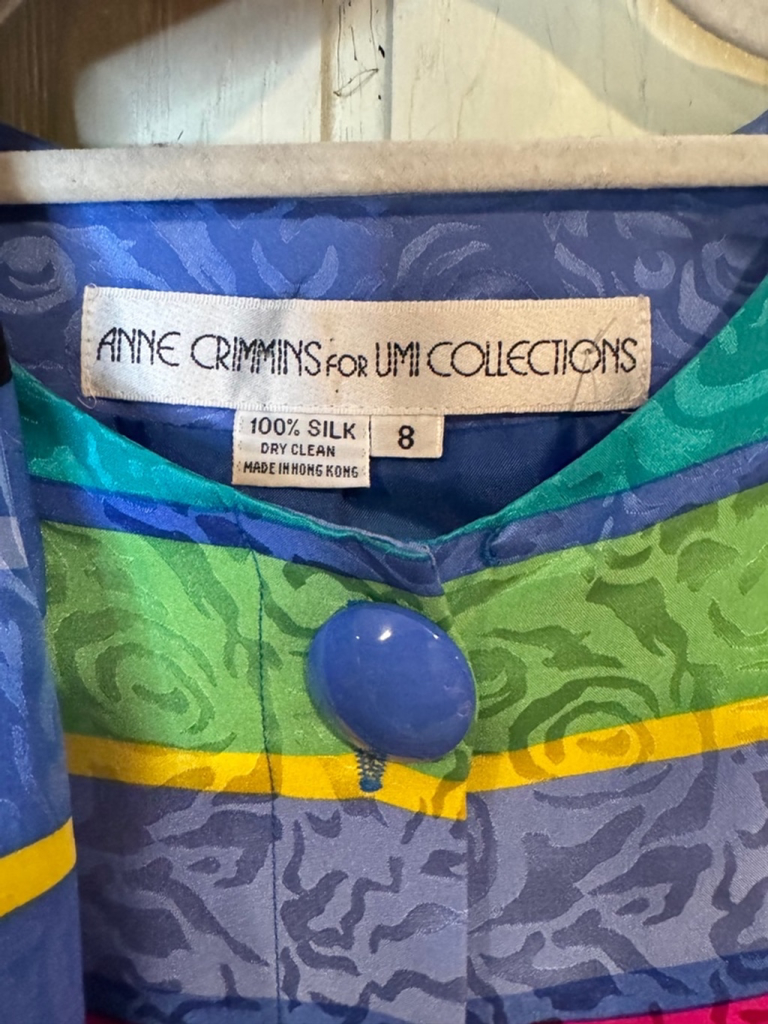 ANNE CRIMMINS FOR UMI COLLECTIONS
100% SILK
DRY CLEAN
MADE IN HONG KONG
8